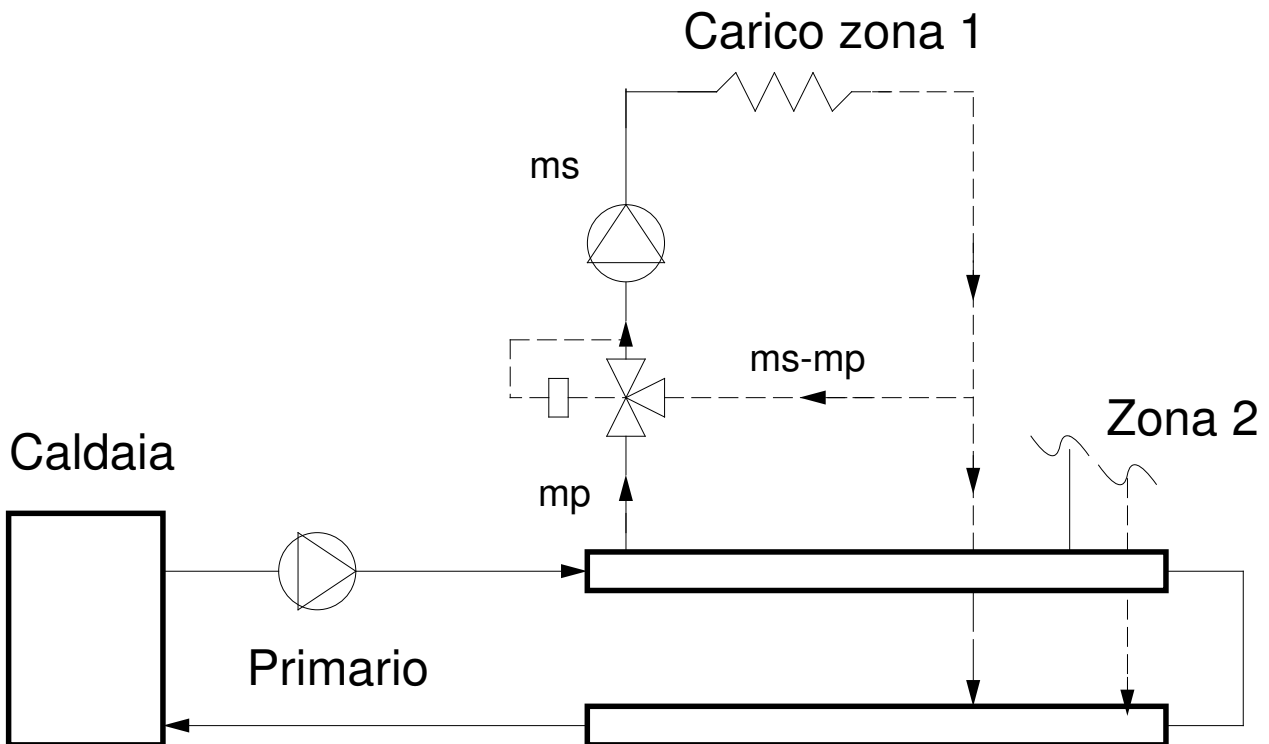 Carico zona 1
ms
ms-mp
Zona 2
Caldaia
mp
Primario